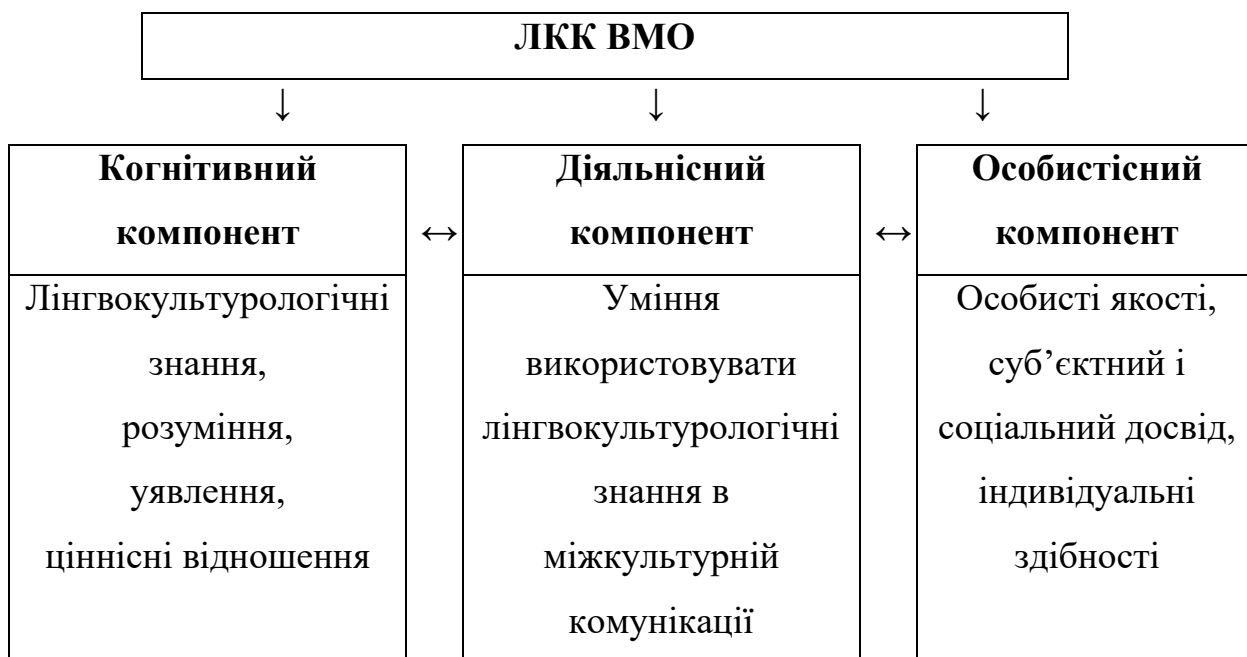 ЛКК ВМО
↓ ↓ ↓
Когнітивний
компонент
↔
Діяльнісний
компонент
↔
Особистісний
компонент
Лінгвокультурологічні
знання,
розуміння,
уявлення,
ціннісні відношення
Уміння
використовувати
лінгвокультурологічні
знання в
міжкультурній
комунікації
Особисті якості,
суб’єктний і
соціальний досвід,
індивідуальні
здібності